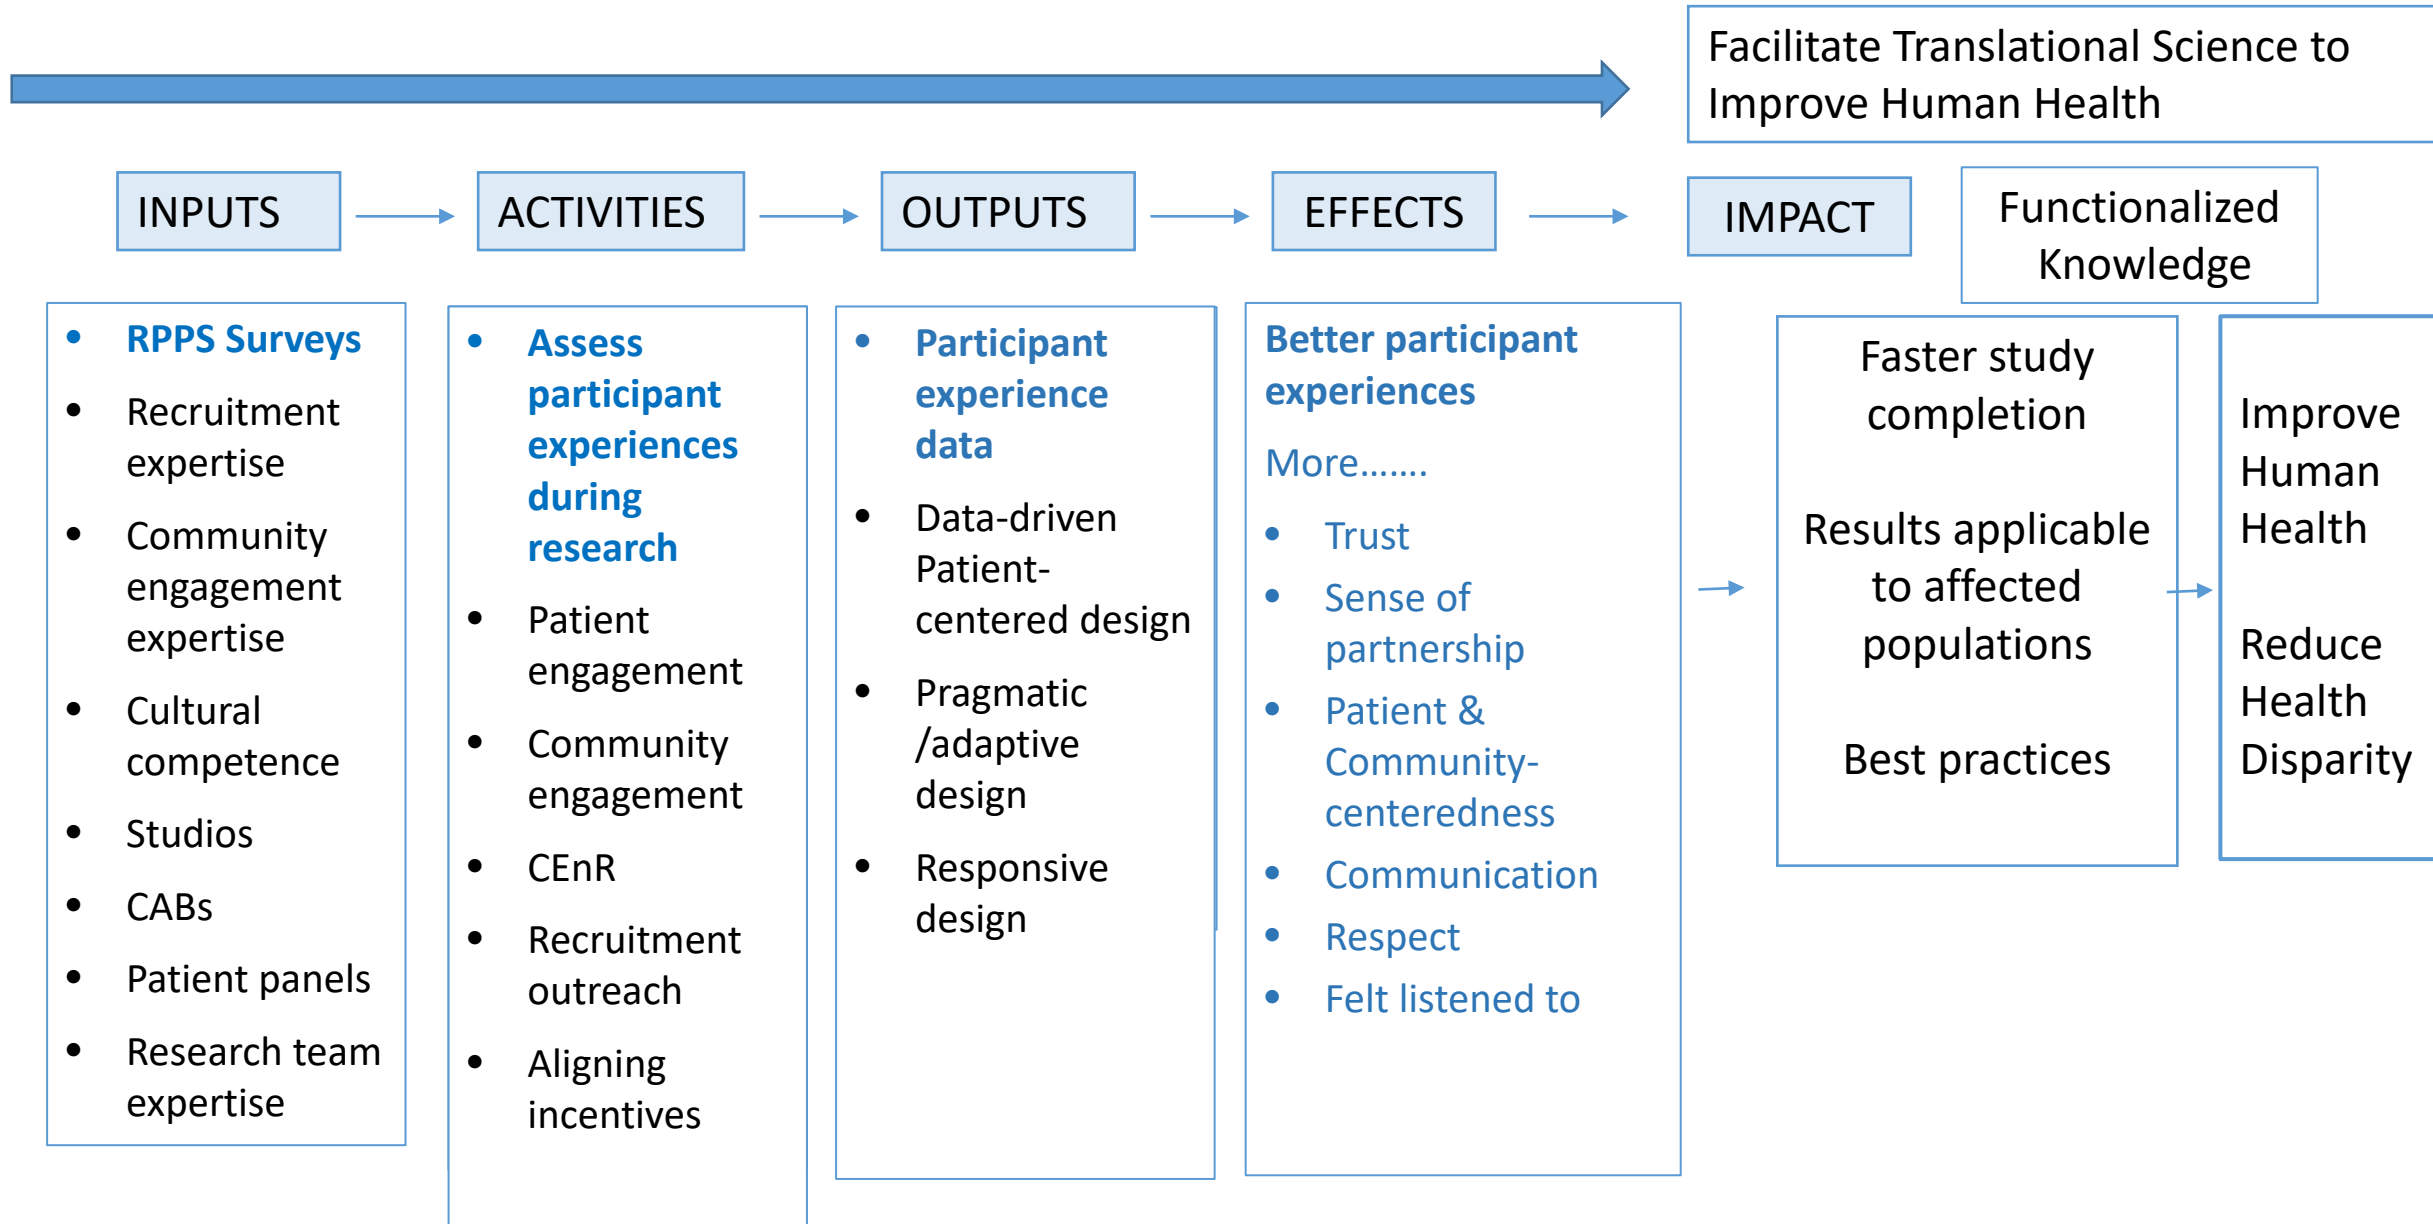 Facilitate Translational Science to
Improve Human Health
INPUTS
ACTIVITIES
OUTPUTS
EFFECTS
IMPACT
Functionalized
Knowledge
• RPPS Surveys
• Recruitment
expertise
• Community
engagement
expertise
• Cultural
competence
• Studios
• CABs
• Patient panels
• Research team
expertise
• Assess
participant
experiences
during
research
• Patient
engagement
• Community
engagement
• CEnR
• Recruitment
outreach
• Aligning
incentives
• Participant
experience
data
• Data-driven
Patient-
centered design
• Pragmatic
/adaptive
design
• Responsive
design
Better participant
experiences
More.......
• Trust
• Sense of
partnership
• Patient &
Community-
centeredness
• Communication
• Respect
• Felt listened to
Faster study
completion
Results applicable
to affected
populations
Best practices
Improve
Human
Health
Reduce
Health
Disparity